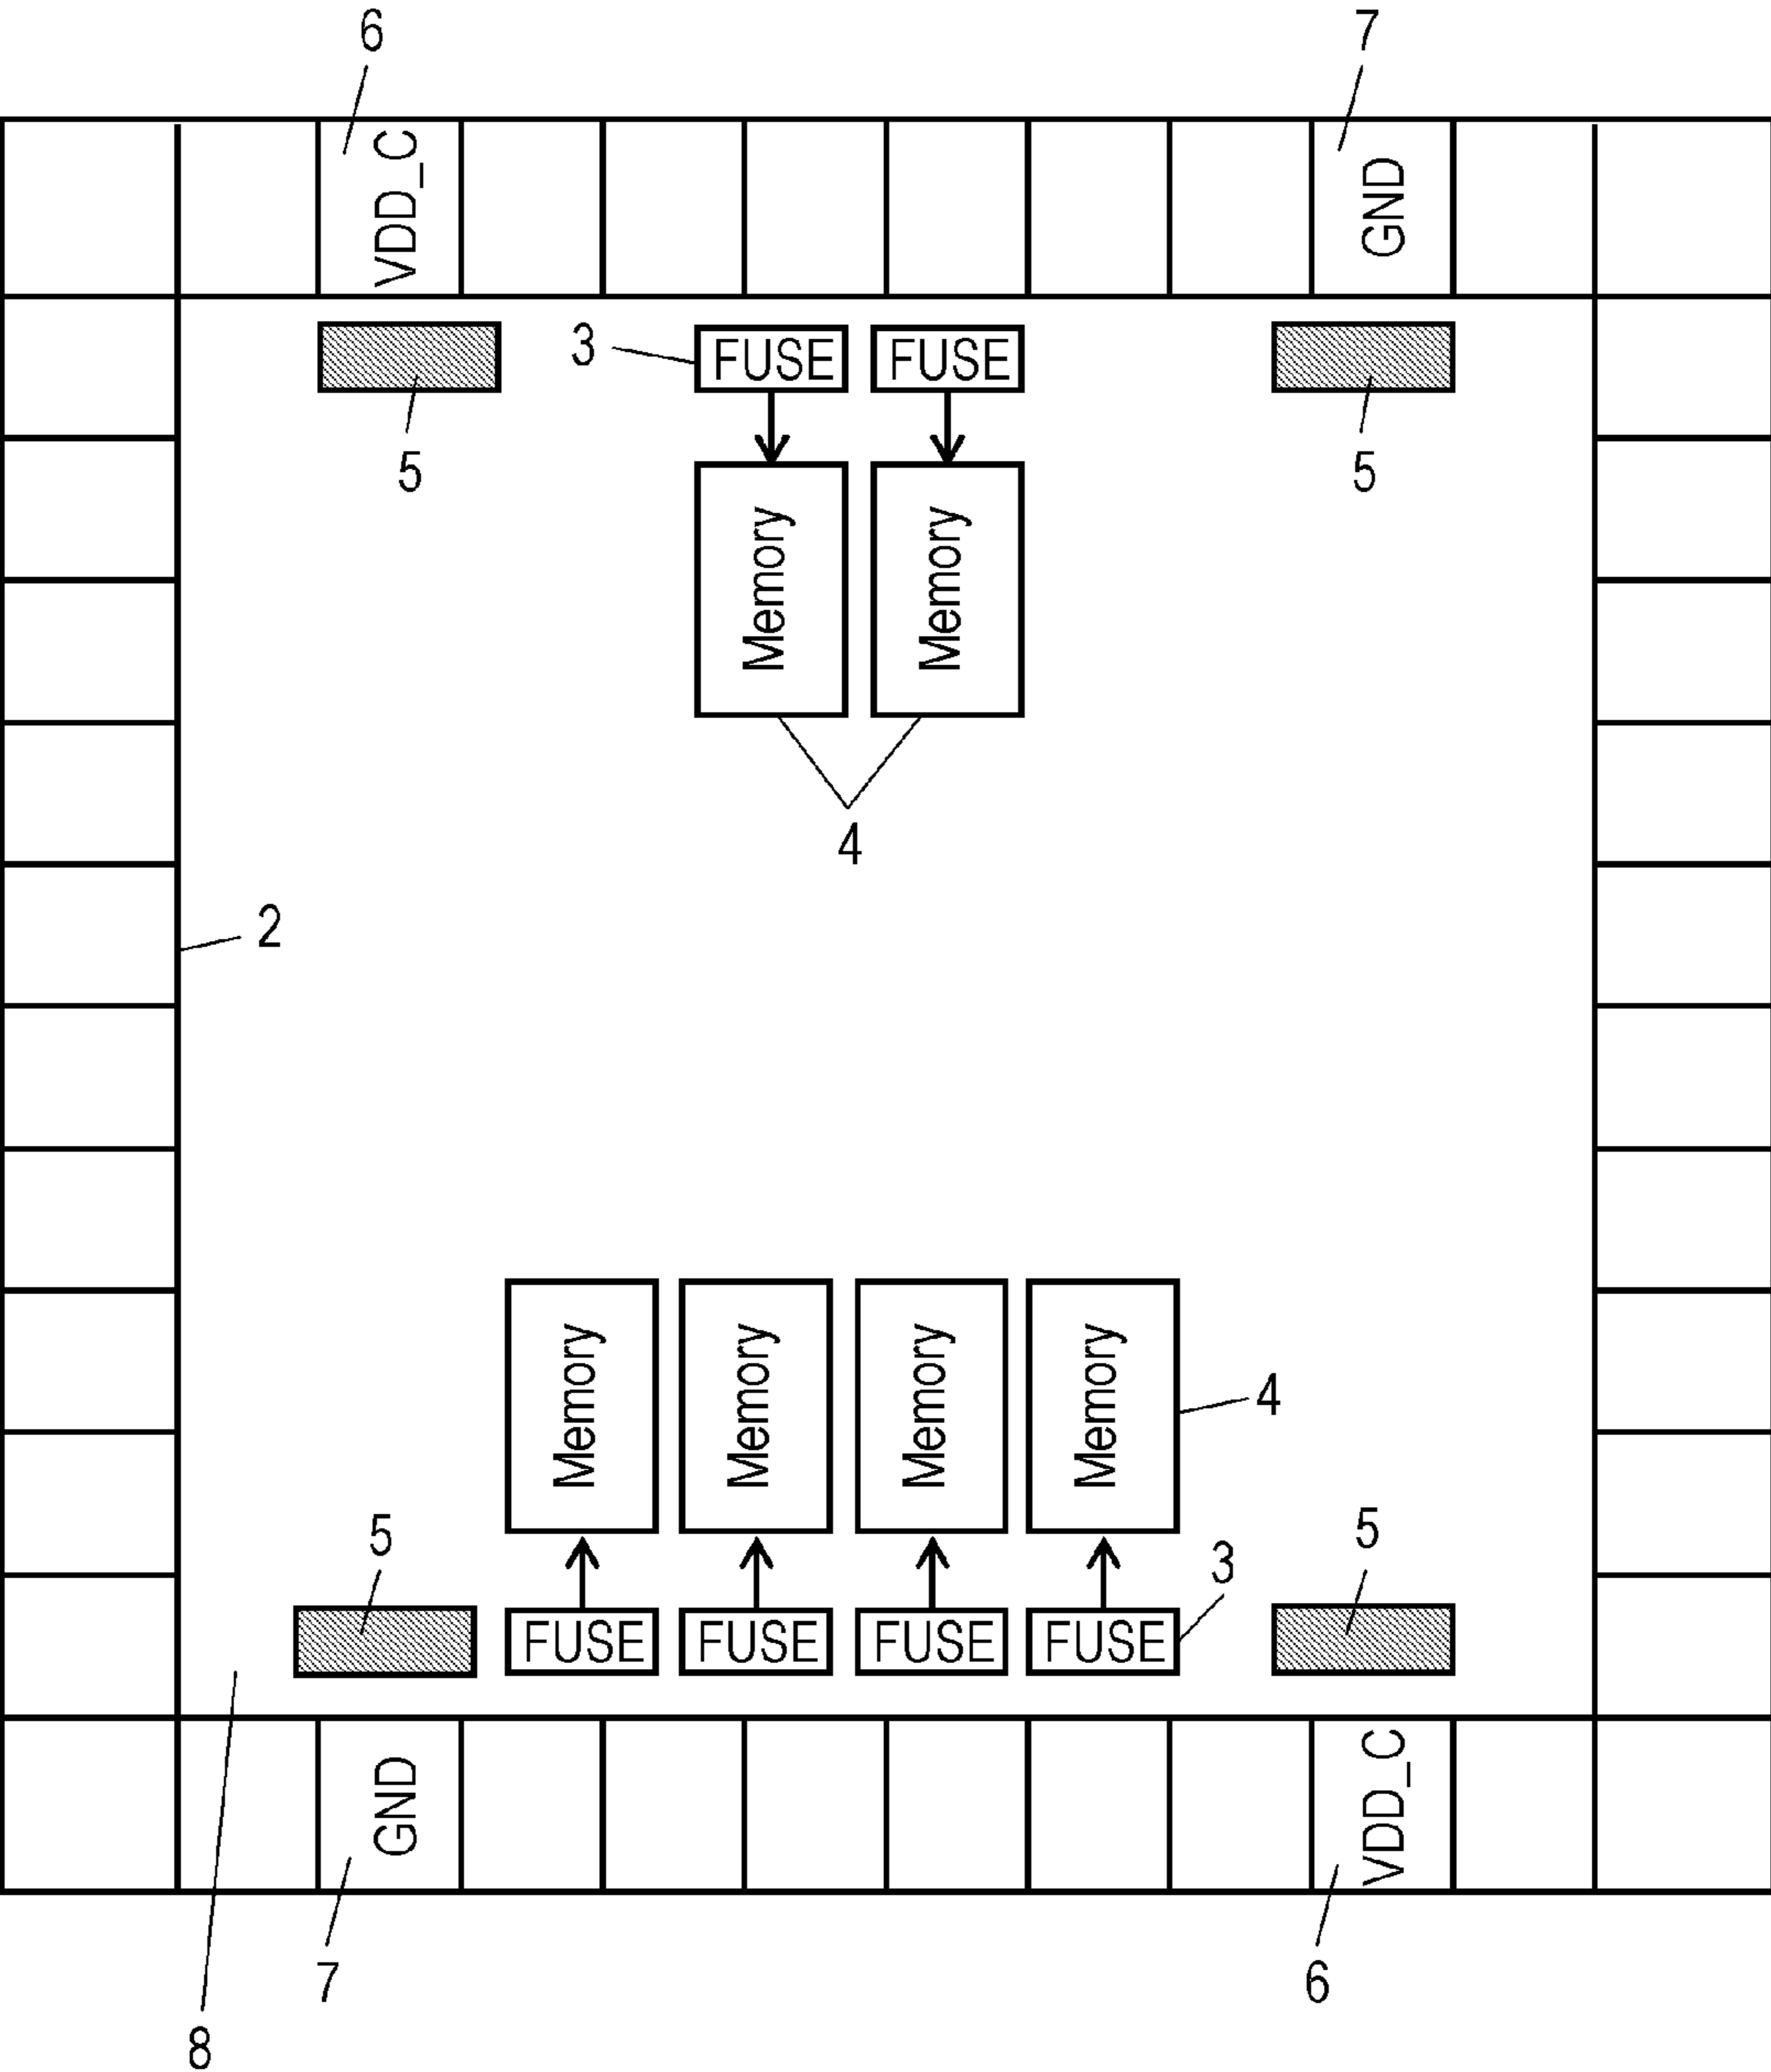 6
7
VDD_C
GND
3
FUSE
FUSE
5
5
Memory
Memory
4
2
Memory
Memory
Memory
Memory
4
5
5
3
FUSE
FUSE
FUSE
FUSE
GND
VDD_C
7
6
8